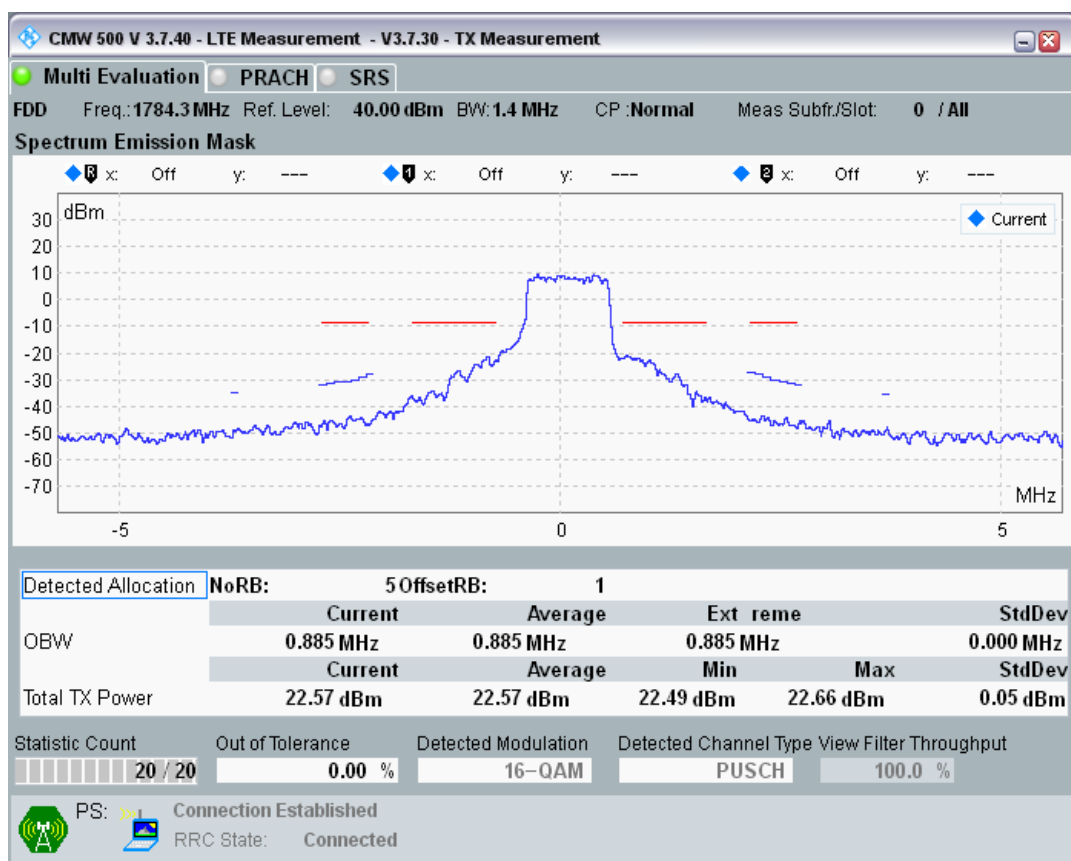 CMW 500 V 3.7.40 - LTE Measurement - V3.7.30 - TX Measurement
Multi Evaluation PRACH SRS
FDD Freq.: 1784.3 MHz Ref. Level: 40.00 dBm BW: 1.4 MHz CP : Normal Meas Subfr./Slot: 0 / All
Spectrum Emission Mask
R x: Off y: --- 1 x: Off y: --- 2 x: Off y: ---
dBm
Current
30
20
10
0
-10
-20
-30
-40
-50
-60
-70
MHz
-5 0 5
Detected Allocation NoRB: 5 OffsetRB: 1
Current Average Ext reme StdDev
OBW 0.885 MHz 0.885 MHz 0.885 MHz 0.000 MHz
Current Average Min Max StdDev
Total TX Power 22.57 dBm 22.57 dBm 22.49 dBm 22.66 dBm 0.05 dBm
Statistic Count Out of Tolerance Detected Modulation Detected Channel Type View Filter Throughput
20 / 20 0.00 % 16-QAM PUSCH 100.0 %
PS: Connection Established
RRC State: Connected